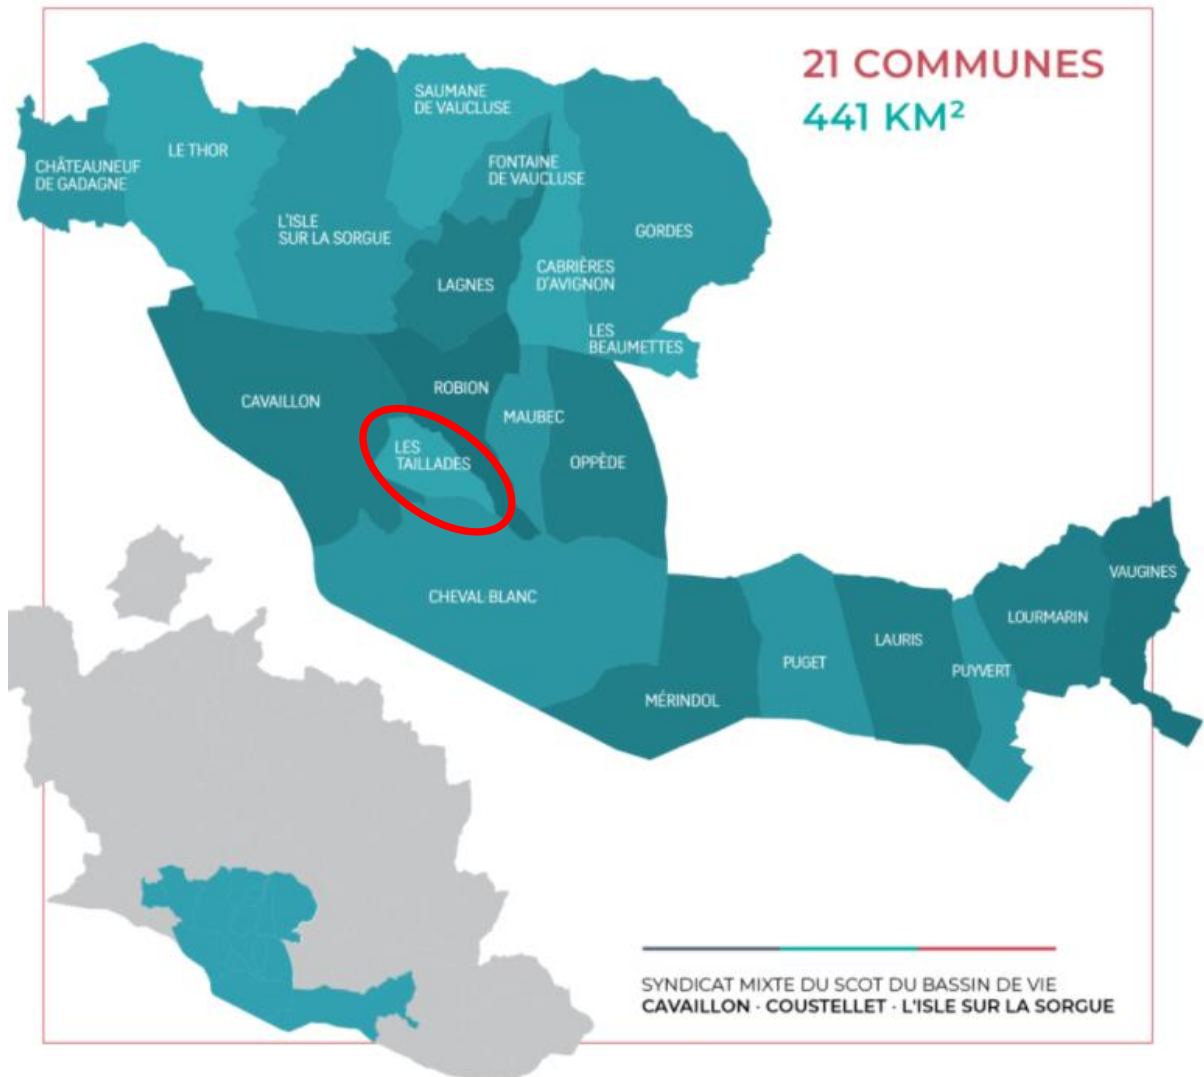 21 COMMUNES
441 KM²
SAUMANE
DE VAUCLUSE
LE THOR
CHÂTEAUNEUF
DE GADAGNE
FONTAINE
DE VAUCLUSE
L'ISLE
SUR LA SORGUE
GORDES
LAGNES
CABRIÈRES
D'AVIGNON
LES
BEAUMETTES
CAVAILLON
ROBION
MAUBEC
LES
TAILLADES
OPPÈDE
CHEVAL BLANC
VAUGINES
LOURMARIN
LAURIS
PUGET
PUYVERT
MÉRINDOL
SYNDICAT MIXTE DU SCOT DU BASSIN DE VIE
CAVAILLON · COUSTELLET · L'ISLE SUR LA SORGUE